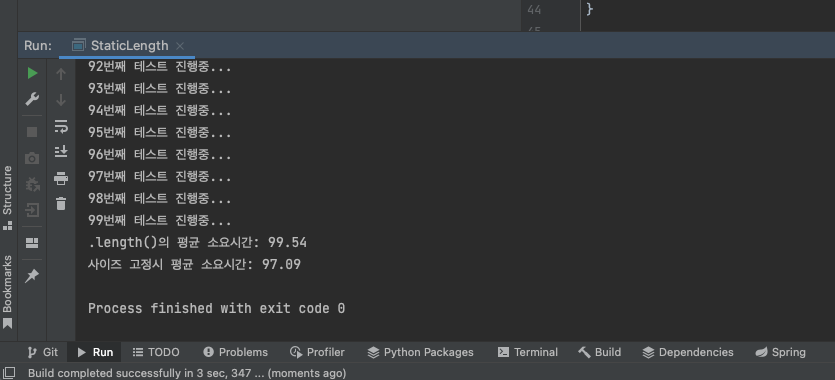 44
}
45
Run:
StaticLength
92번째 테스트 진행중...
93번째 테스트 진행중...
94번째 테스트 진행중...
95번째 테스트 진행중...
96번째 테스트 진행중...
97번째 테스트 진행중...
98번째 테스트 진행중...
99번째 테스트 진행중...
.length()의 평균 소요시간: 99.54
사이즈 고정시 평균 소요시간: 97.09
Process finished with exit code 0
Structure
Bookmarks
Git Run TODO Problems Profiler Python Packages Terminal Build Dependencies Spring
Build completed successfully in 3 sec, 347 ... (moments ago)